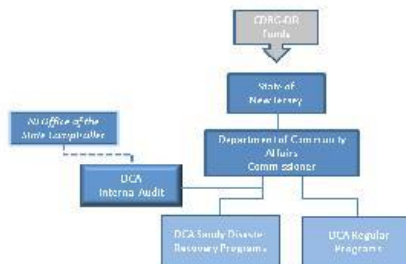 CDBG-DR
Funds
State of
New Jersey
NJ Office of the
State Comptroller
Department of Community
Affairs
Commissioner
DCA
Internal Audit
DCA Sandy Disaster
Recovery Programs
DCA Regular
Programs